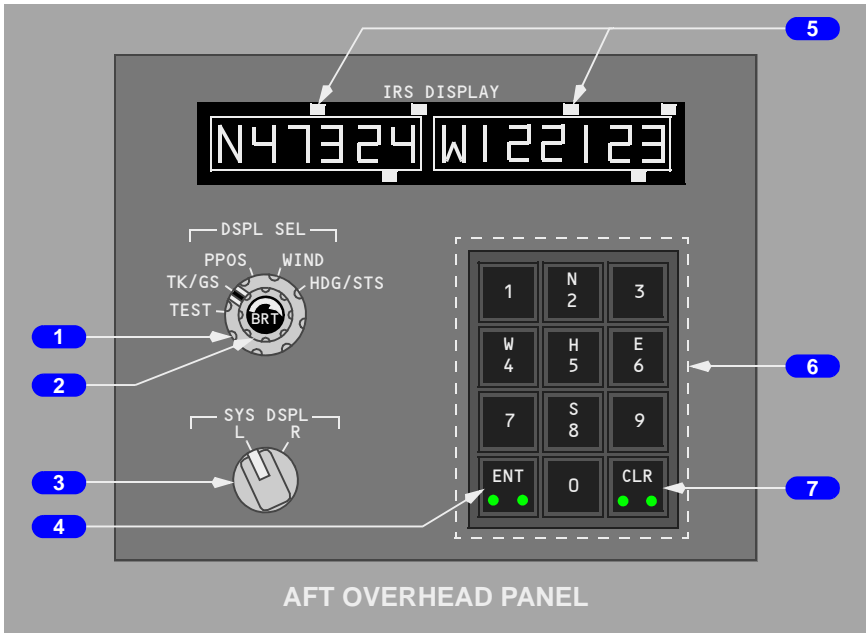 5
IRS DISPLAY
N47324 W122123
DSPL SEL
PPOS WIND
TK/GS HDG/STS
TEST
BRT
1
2
SYS DSPL
L R
3
4
1 N 2 3
W 4 H 5 E 6
7 S 8 9
ENT 0 CLR
6
7
AFT OVERHEAD PANEL